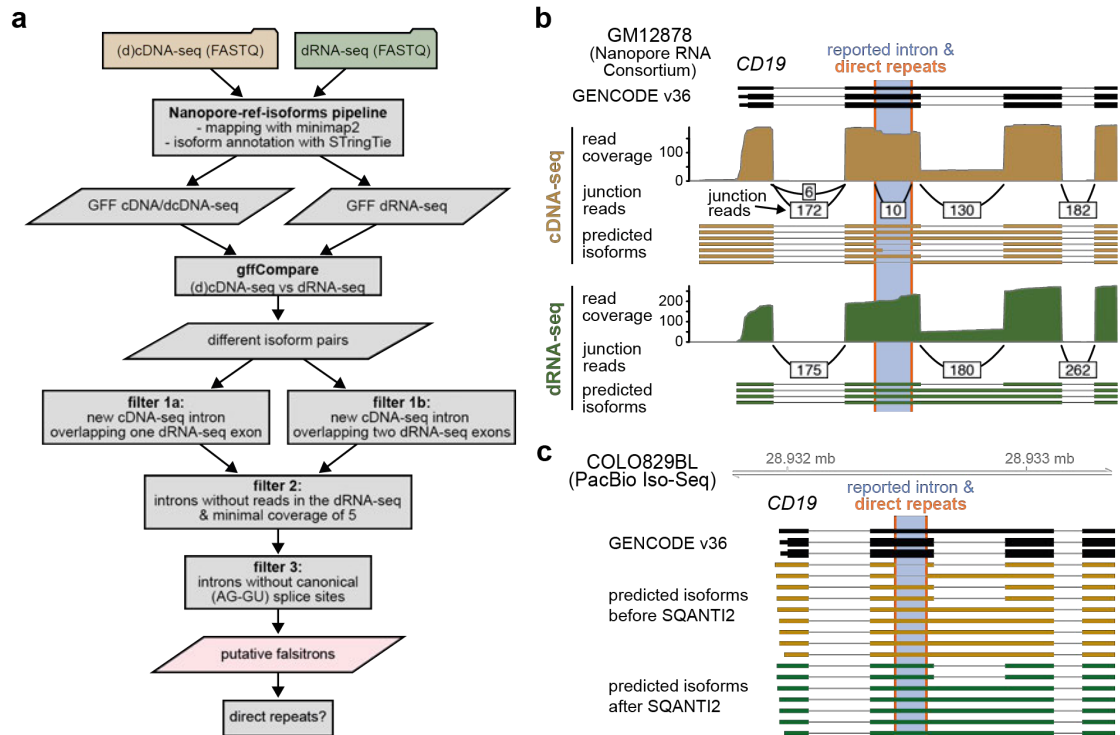 a
(d)cDNA-seq (FASTQ)
dRNA-seq (FASTQ)
Nanopore-ref-isoforms pipeline
- mapping with minimap2
- isoform annotation with STringTie
GFF cDNA/dcDNA-seq
GFF dRNA-seq
gffCompare
(d)cDNA-seq vs dRNA-seq
different isoform pairs
filter 1a:
new cDNA-seq intron
overlapping one dRNA-seq exon
filter 1b:
new cDNA-seq intron
overlapping two dRNA-seq exons
filter 2:
introns without reads in the dRNA-seq
& minimal coverage of 5
filter 3:
introns without canonical
(AG-GU) splice sites
putative falsitrons
direct repeats?
b
GM12878
(Nanopore RNA
Consortium)
reported intron &
direct repeats
CD19
GENCODE v36
cDNA-seq
read
coverage
100
0
junction
reads
junction
reads
6
172
10
130
182
predicted
isoforms
dRNA-seq
read
coverage
200
100
0
junction
reads
175
180
262
predicted
isoforms
c
COLO829BL
(PacBio Iso-Seq)
28.932 mb
28.933 mb
reported intron &
direct repeats
CD19
GENCODE v36
predicted isoforms
before SQANTI2
predicted isoforms
after SQANTI2